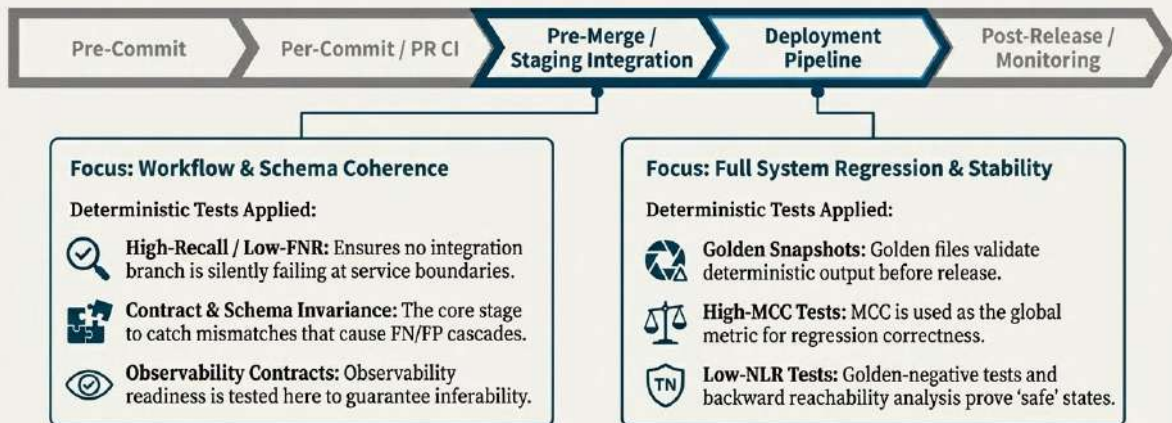 Pre-Commit
Per-Commit / PR CI
Pre-Merge /
Staging Integration
Deployment
Pipeline
Post-Release /
Monitoring
Focus: Workflow & Schema Coherence
Deterministic Tests Applied:
High-Recall / Low-FNR: Ensures no integration
branch is silently failing at service boundaries.
Contract & Schema Invariance: The core stage
to catch mismatches that cause FN/FP cascades.
Observability Contracts: Observability
readiness is tested here to guarantee inferability.
Focus: Full System Regression & Stability
Deterministic Tests Applied:
Golden Snapshots: Golden files validate
deterministic output before release.
High-MCC Tests: MCC is used as the global
metric for regression correctness.
TN
Low-NLR Tests: Golden-negative tests and
backward reachability analysis prove ‘safe’ states.